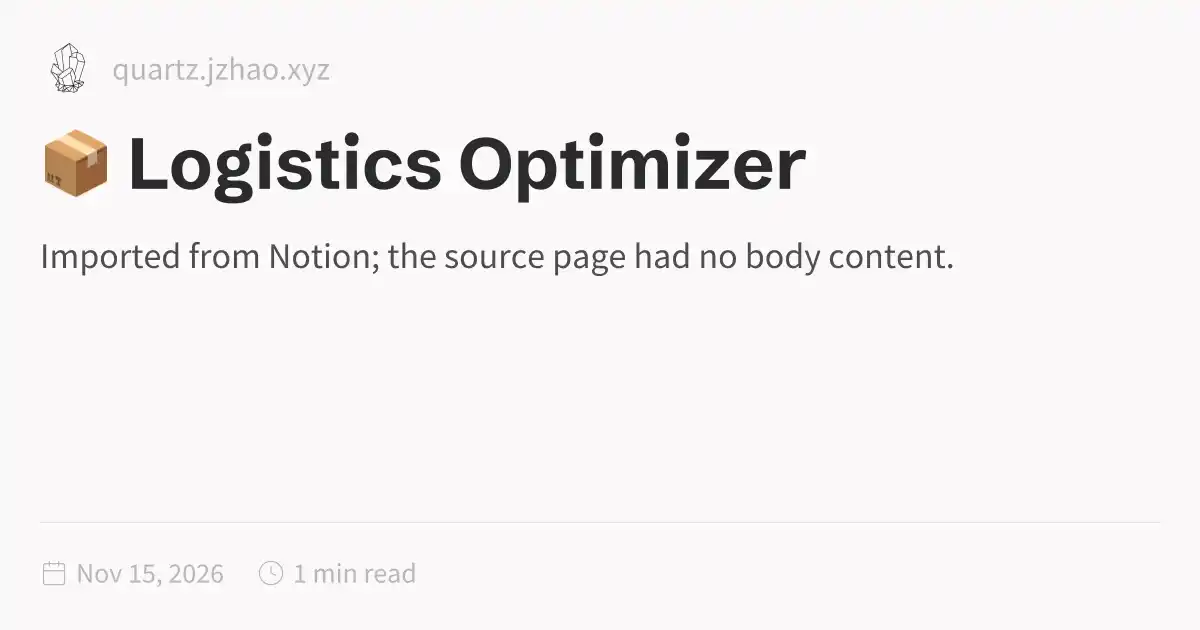 quartz.jzhao.xyz
📦 Logistics Optimizer
Imported from Notion; the source page had no body content.
Nov 15, 2026 1 min read